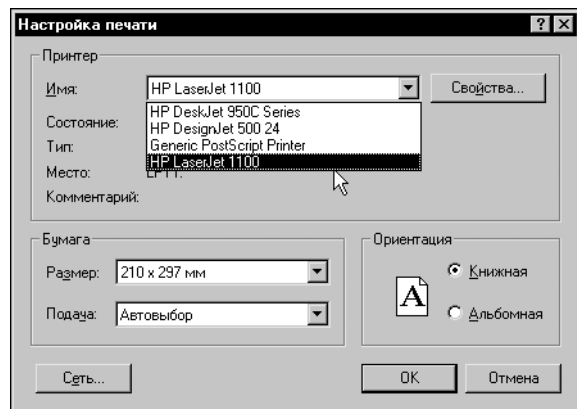 Настройка печати
Принтер
Имя: HP LaserJet 1100 Свойства...
HP DeskJet 950C Series
Состояние: HP DesignJet 500 24
Тип: Generic PostScript Printer
HP LaserJet 1100
Место: LPT1:
Комментарий:
Бумага
Размер: 210 x 297 мм
Подача: Автовыбор
Ориентация
A
Книжная
Альбомная
Сеть... OK Отмена